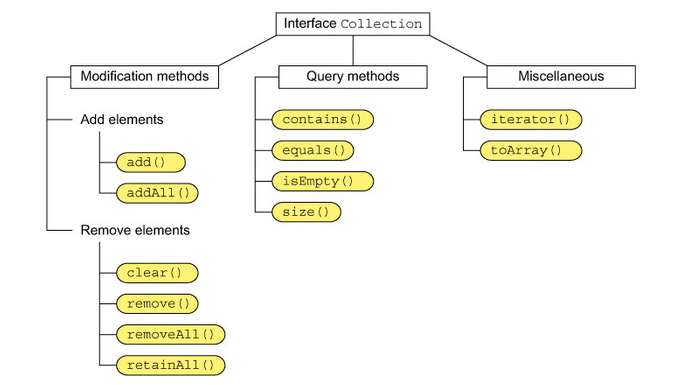 Interface Collection
Modification methods
Query methods
Miscellaneous
Add elements
add()
addAll()
Remove elements
clear()
remove()
removeAll()
retainAll()
contains()
equals()
isEmpty()
size()
iterator()
toArray()